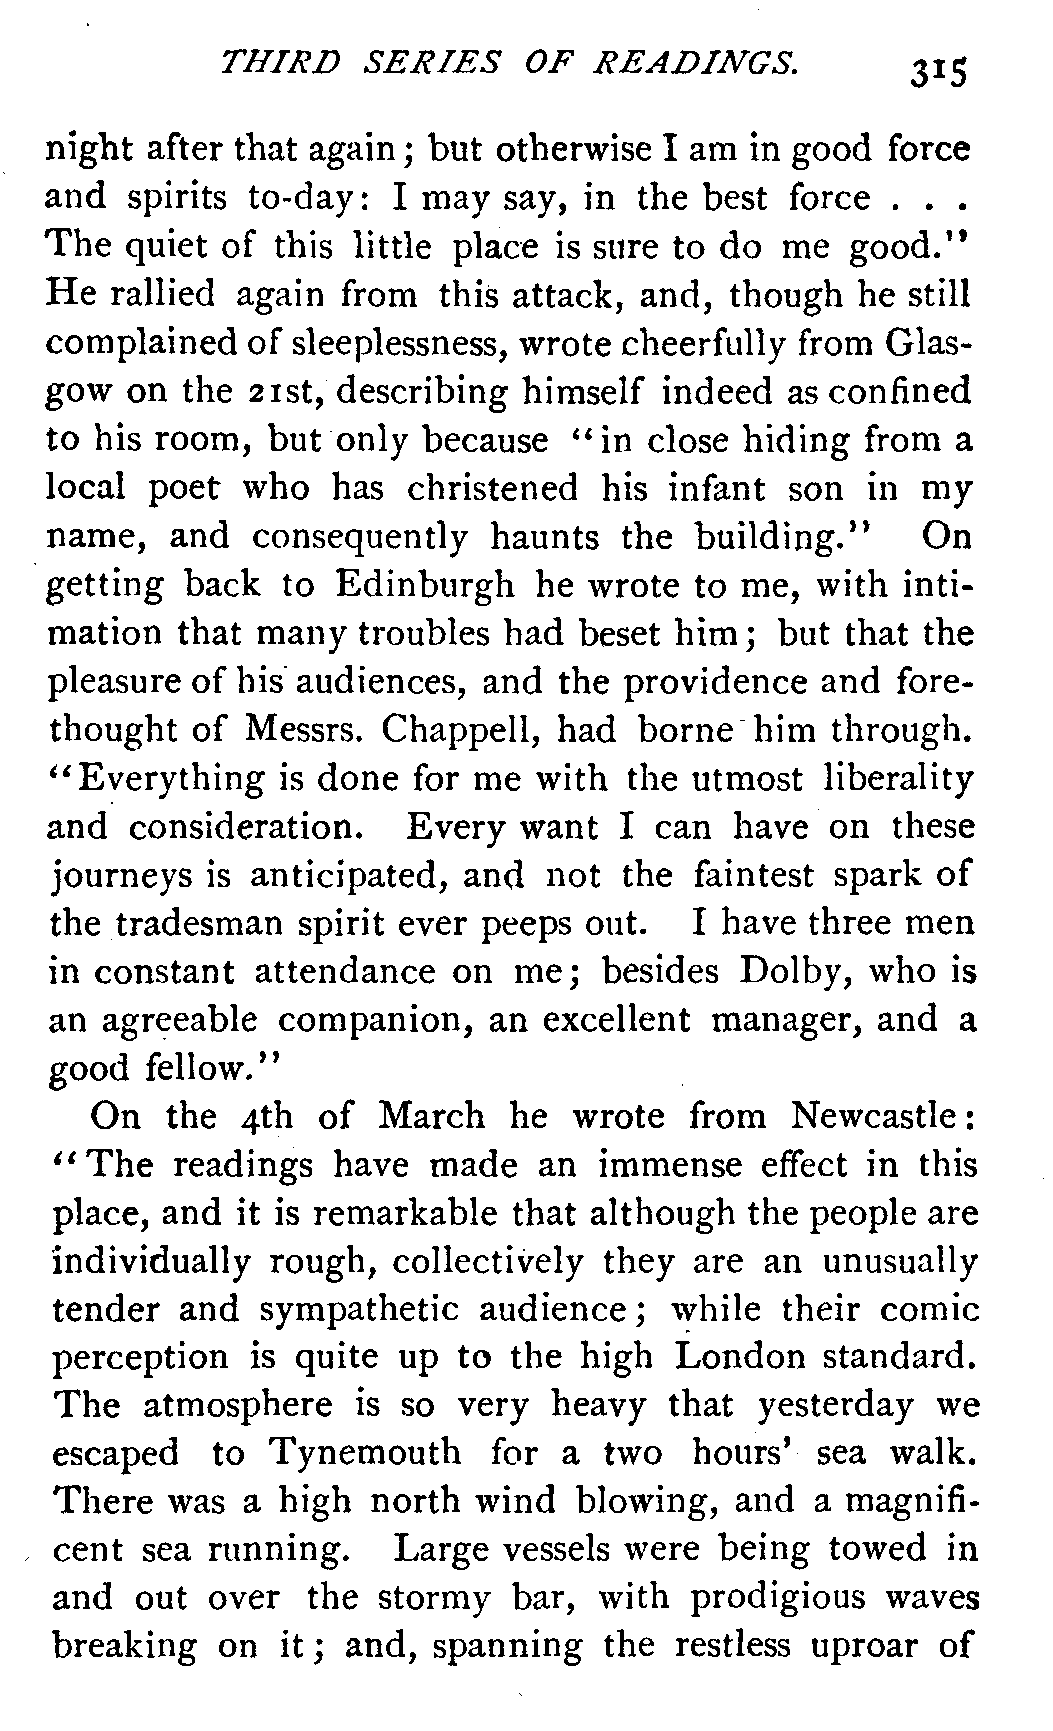 THIRD SERIES OF READINGS. 315
night after that again; but otherwise I am in good force
and spirits to-day: I may say, in the best force . . .
The quiet of this little place is sure to do me good."
He rallied again from this attack, and, though he still
complained of sleeplessness, wrote cheerfully from Glas-
gow on the 21st, describing himself indeed as confined
to his room, but only because "in close hiding from a
local poet who has christened his infant son in my
name, and consequently haunts the building." On
getting back to Edinburgh he wrote to me, with inti-
mation that many troubles had beset him; but that the
pleasure of his audiences, and the providence and fore-
thought of Messrs. Chappell, had borne him through.
"Everything is done for me with the utmost liberality
and consideration. Every want I can have on these
journeys is anticipated, and not the faintest spark of
the tradesman spirit ever peeps out. I have three men
in constant attendance on me; besides Dolby, who is
an agreeable companion, an excellent manager, and a
good fellow."
On the 4th of March he wrote from Newcastle:
"The readings have made an immense effect in this
place, and it is remarkable that although the people are
individually rough, collectively they are an unusually
tender and sympathetic audience; while their comic
perception is quite up to the high London standard.
The atmosphere is so very heavy that yesterday we
escaped to Tynemouth for a two hours' sea walk.
There was a high north wind blowing, and a magnifi-
cent sea running. Large vessels were being towed in
and out over the stormy bar, with prodigious waves
breaking on it; and, spanning the restless uproar of